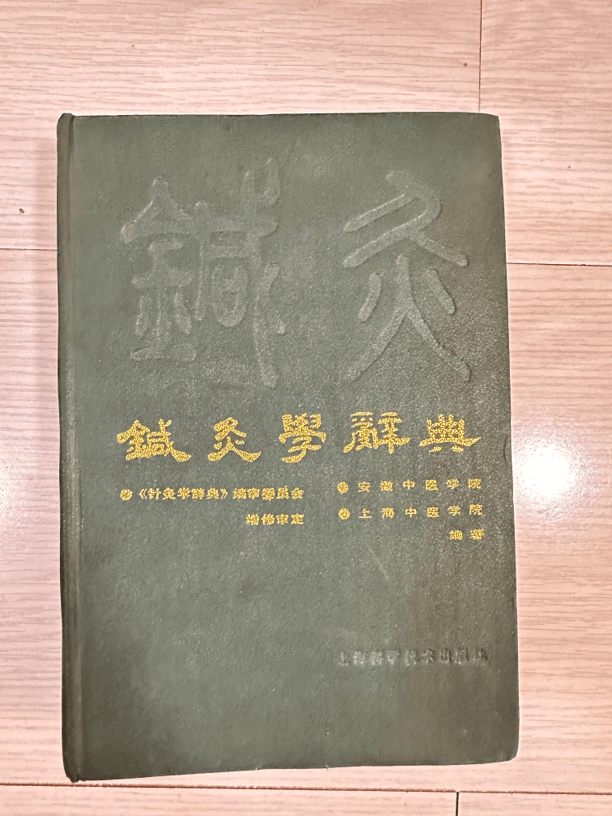 鍼灸
鍼灸學辭典
《针灸学辞典》编审委员会
增修审定
安徽中医学院
上海中医学院
编著
上海科学技术出版社